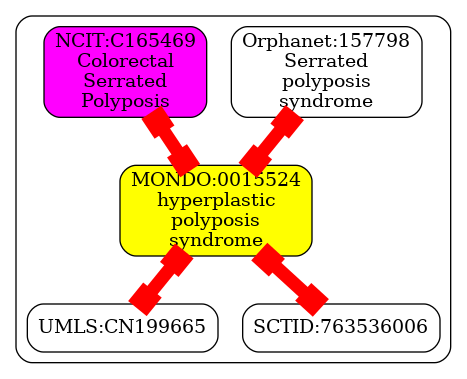 NCIT:C165469
Colorectal
Serrated
Polyposis
Orphanet:157798
Serrated
polyposis
syndrome
MONDO:0015524
hyperplastic
polyposis
syndrome
UMLS:CN199665
SCTID:763536006